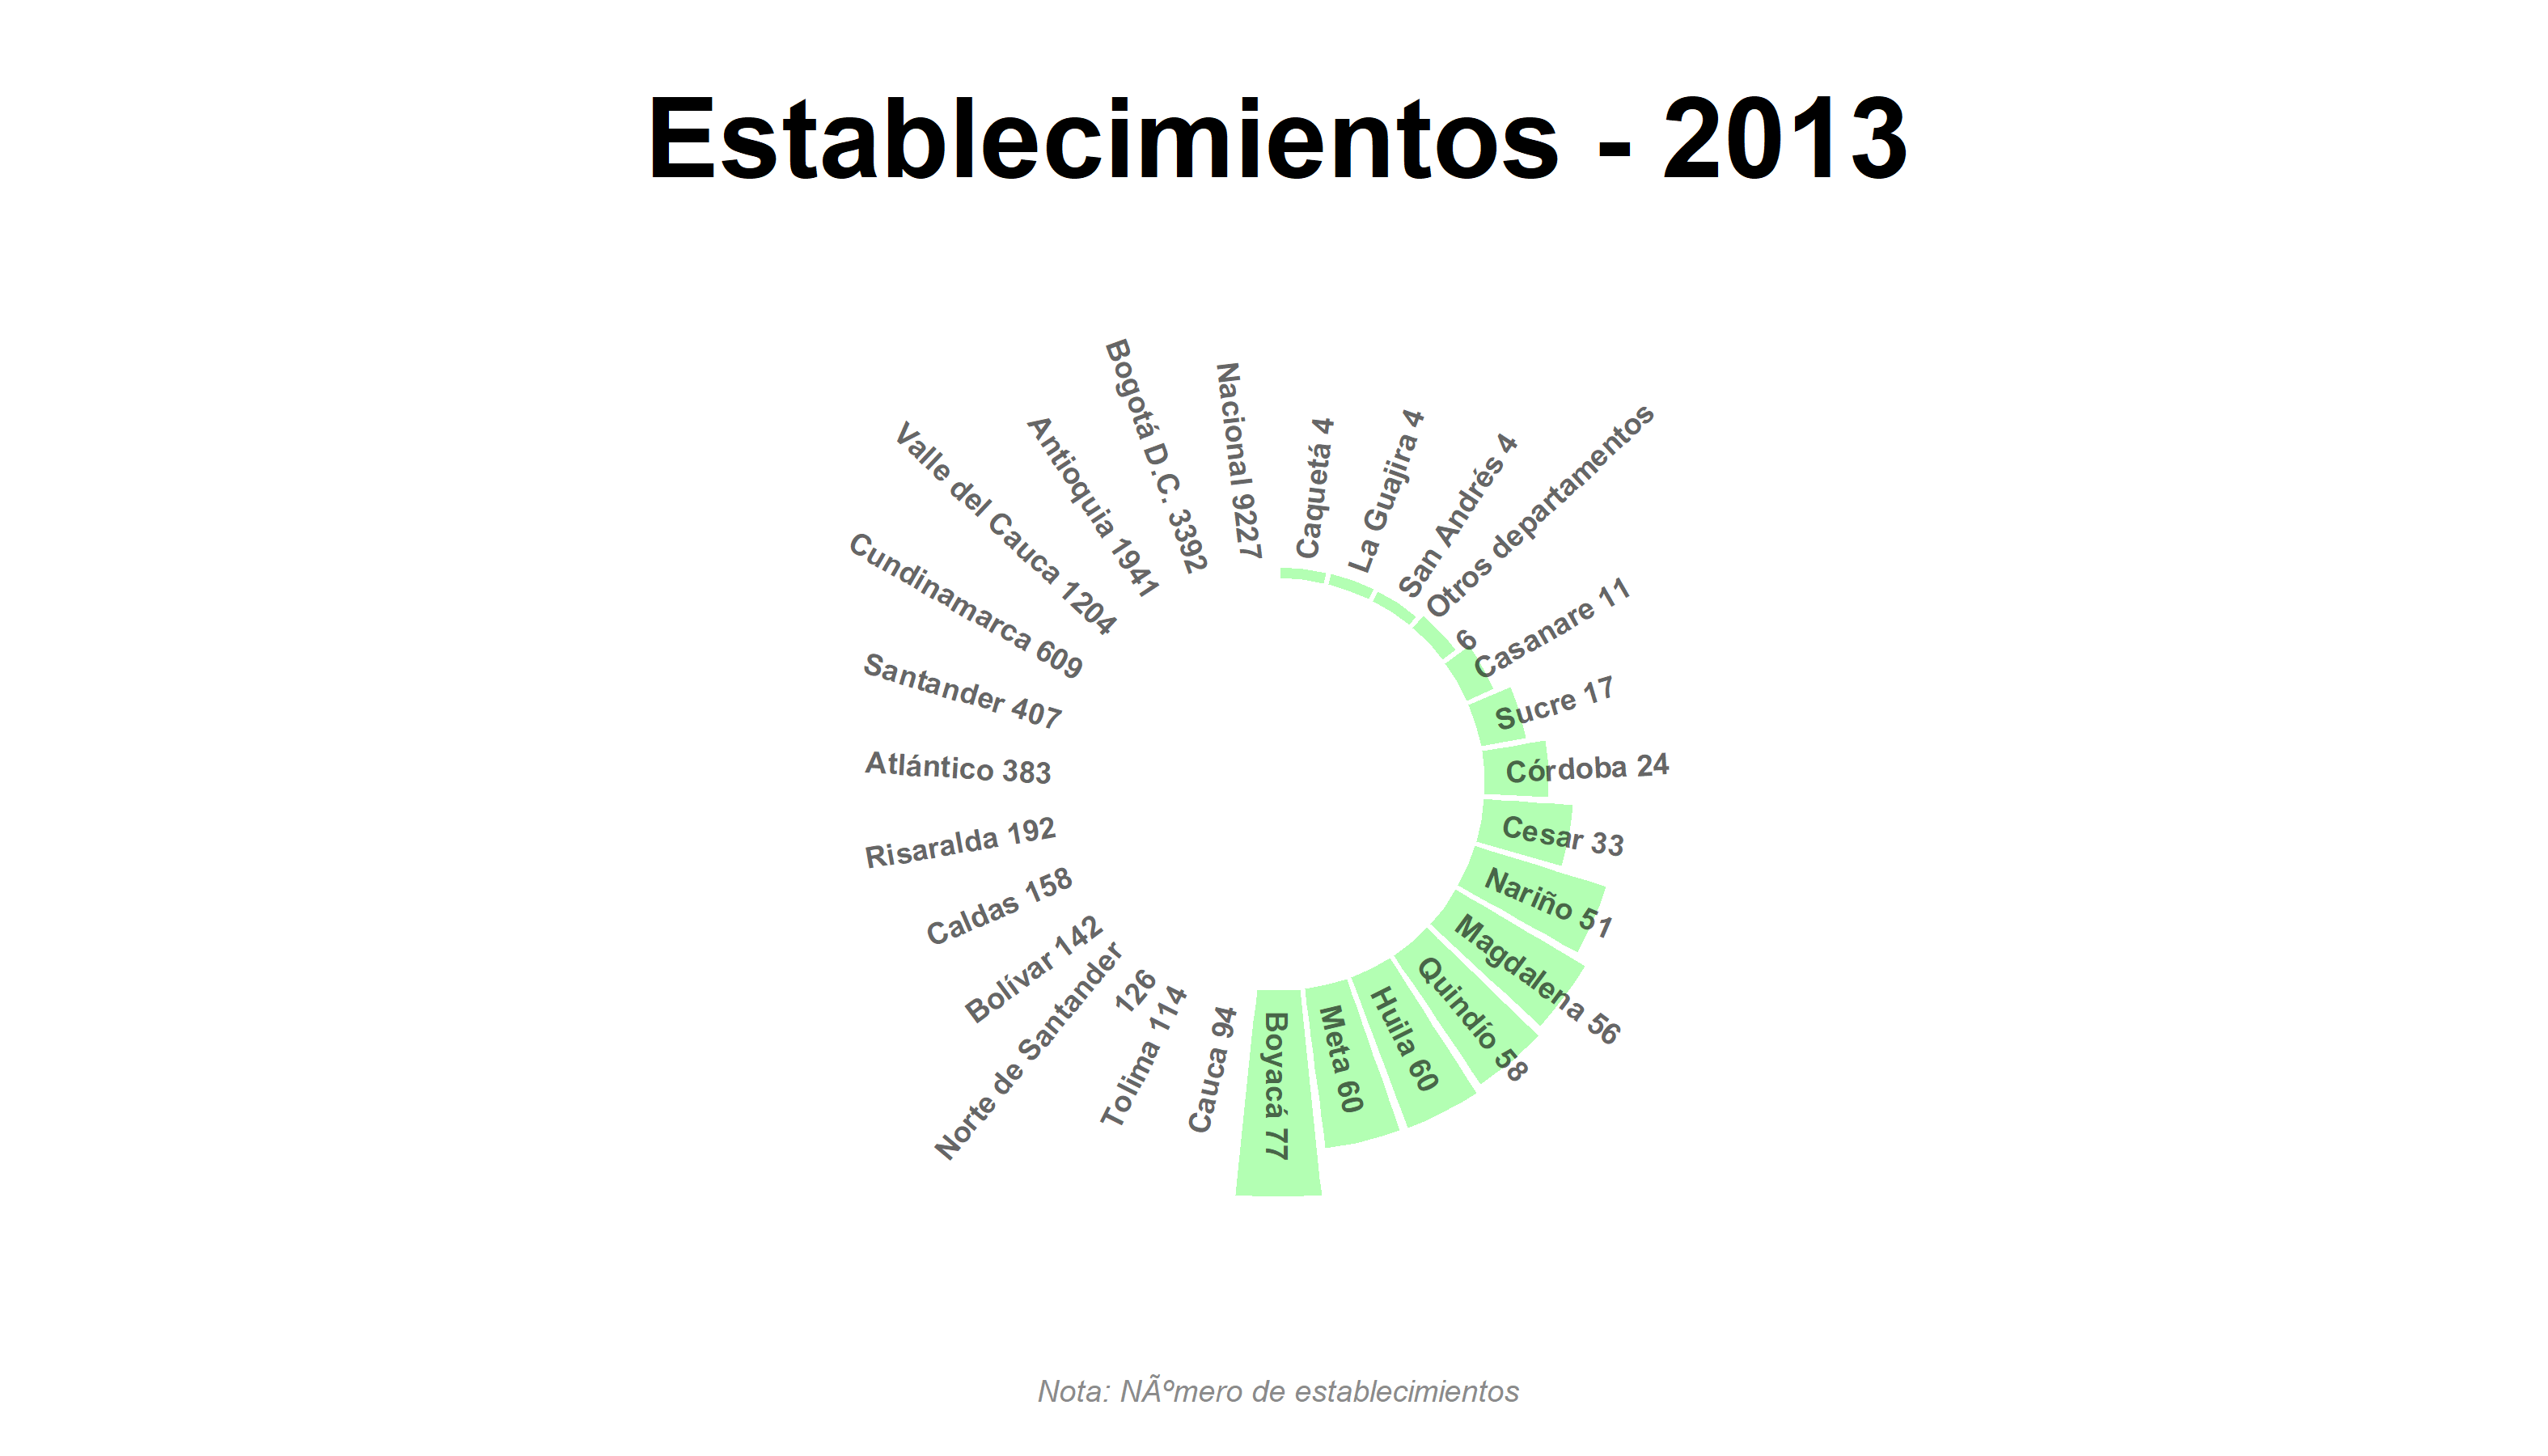 Establecimientos - 2013
Caquetá 4
La Guajira 4
San Andrés 4
Otros departamentos
6
Casanare 11
Sucre 17
Córdoba 24
Cesar 33
Nariño 51
Magdalena 56
Quindío 58
Huila 60
Meta 60
Boyacá 77
Cauca 94
Tolima 114
Norte de Santander
126
Bolívar 142
Caldas 158
Risaralda 192
Atlántico 383
Santander 407
Cundinamarca 609
Valle del Cauca 1204
Antioquia 1941
Bogotá D.C. 3392
Nacional 9227
Nota: NÃºmero de establecimientos